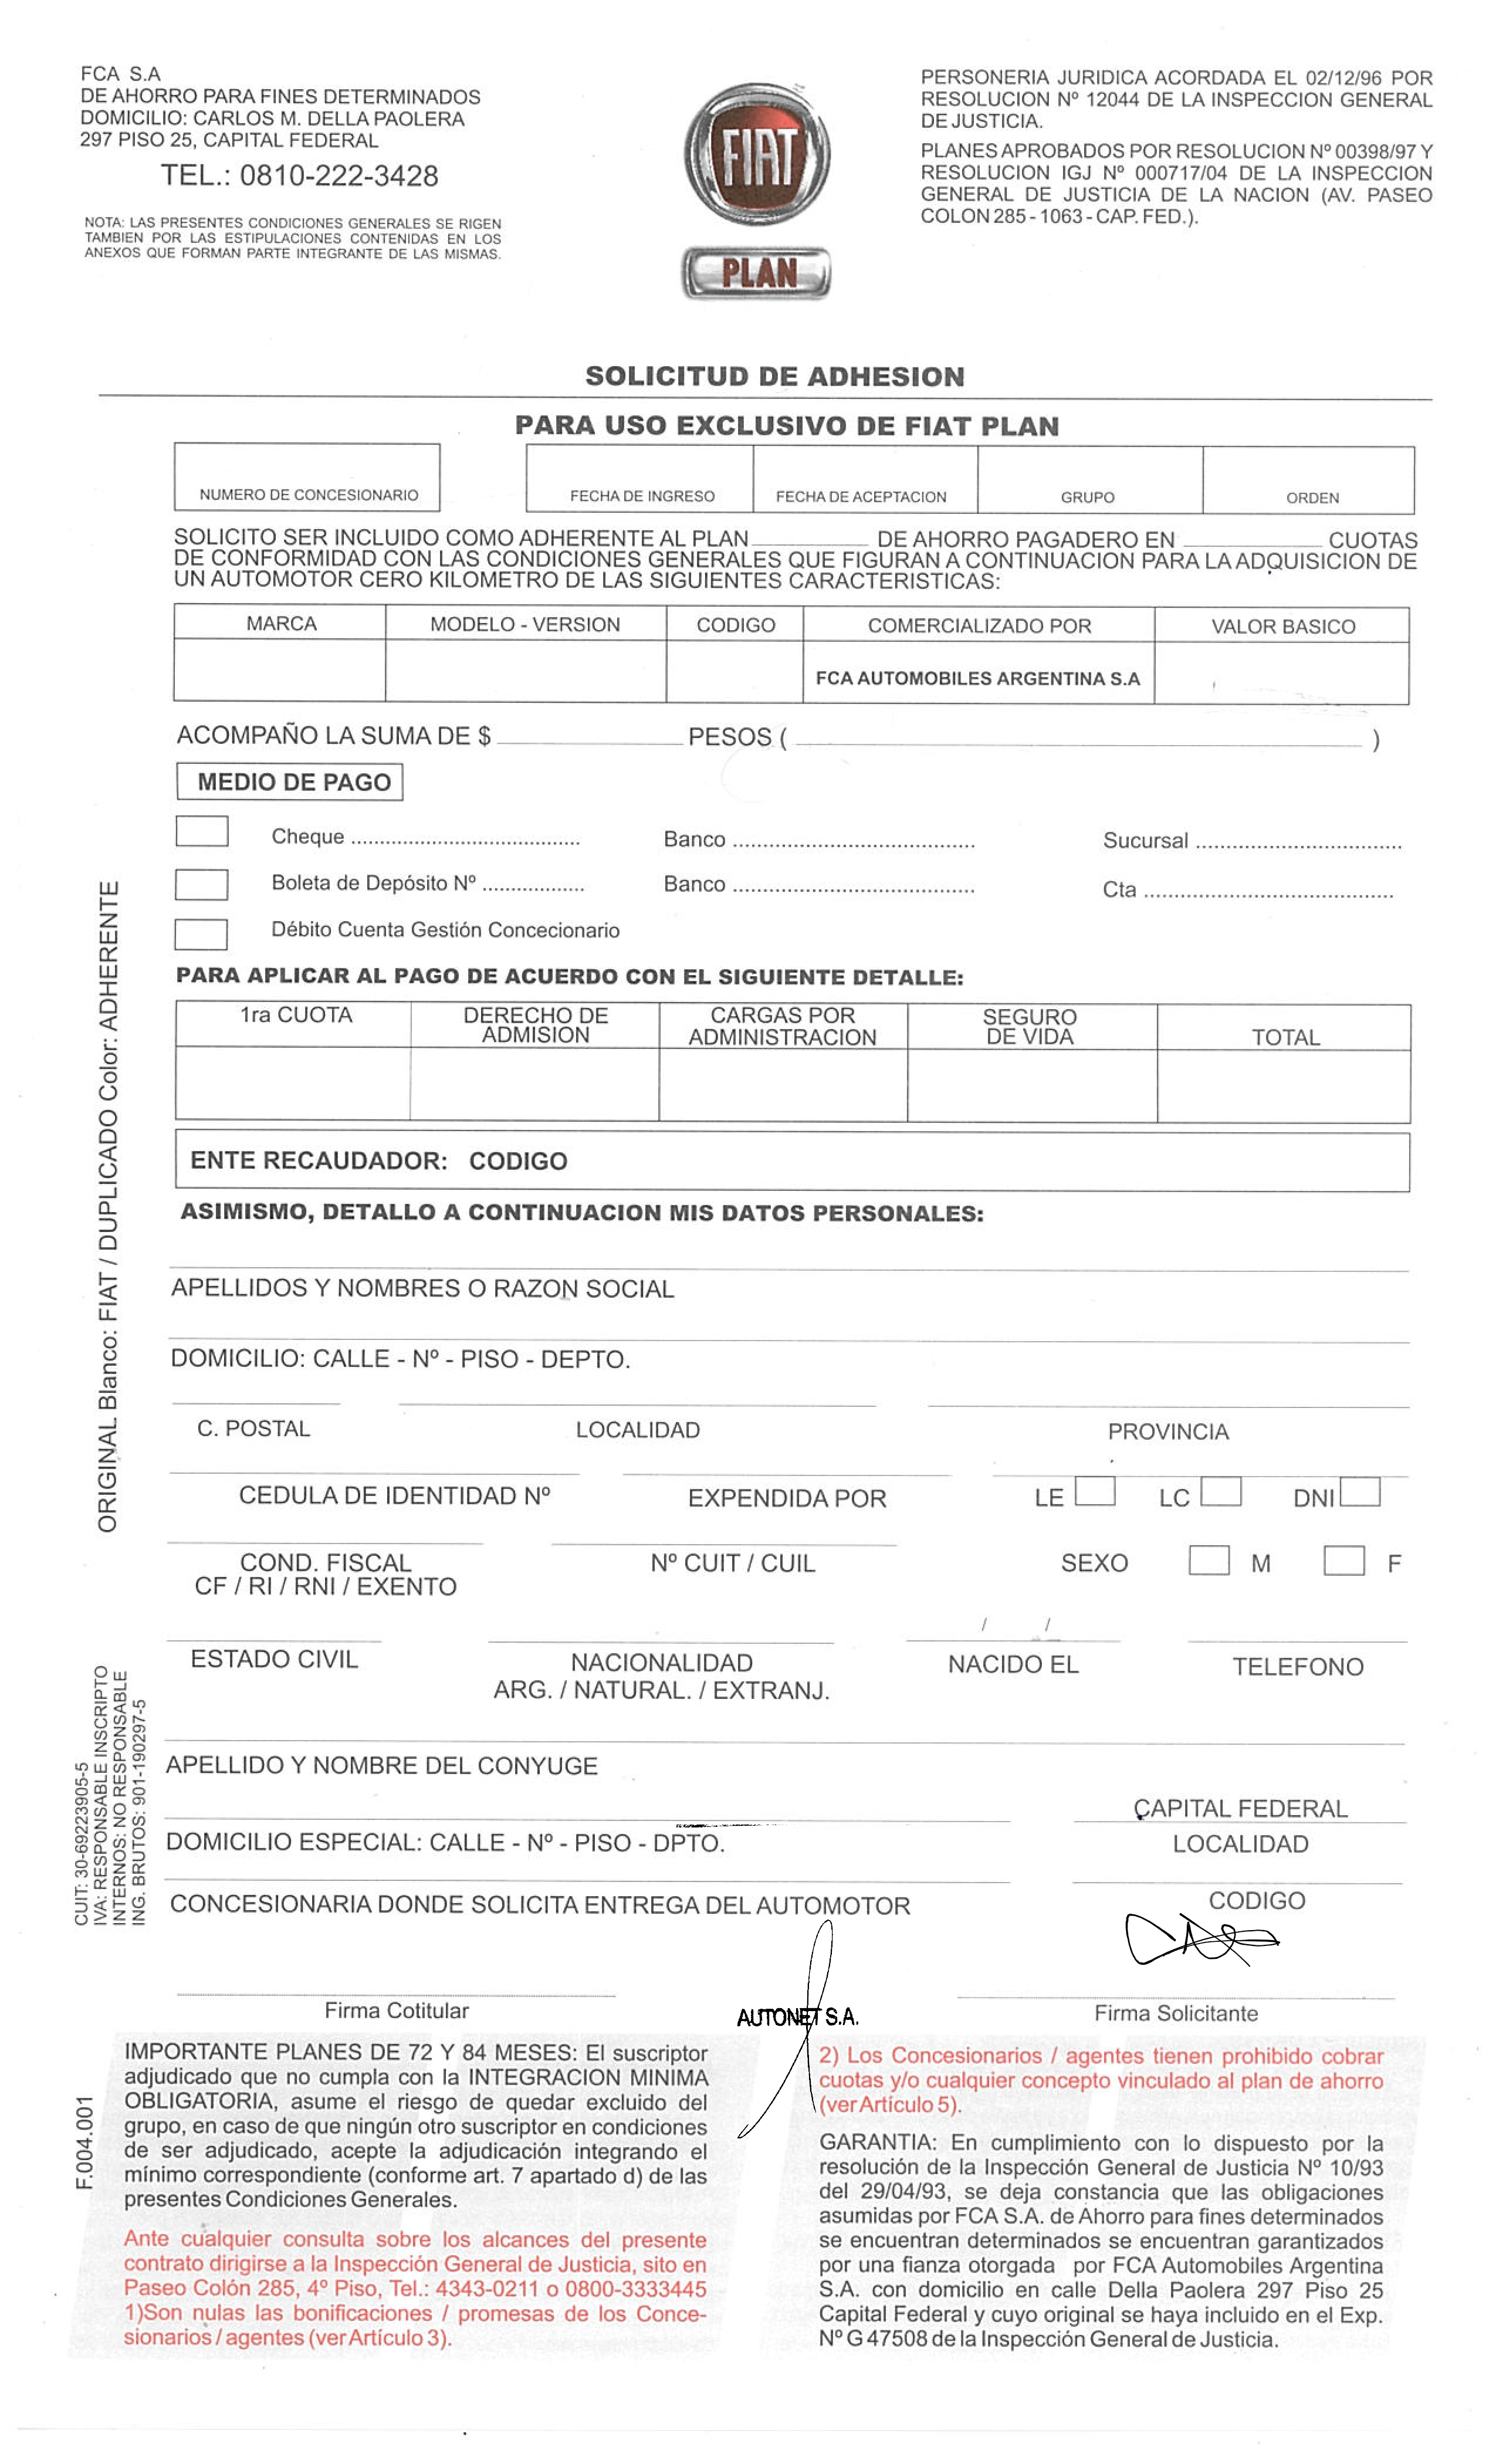 FCA S.A
DE AHORRO PARA FINES DETERMINADOS
DOMICILIO: CARLOS M. DELLA PAOLERA
297 PISO 25, CAPITAL FEDERAL
TEL.: 0810-222-3428
NOTA: LAS PRESENTES CONDICIONES GENERALES SE RIGEN
TAMBIEN POR LAS ESTIPULACIONES CONTENIDAS EN LOS
ANEXOS QUE FORMAN PARTE INTEGRANTE DE LAS MISMAS.
FIAT
PLAN
PERSONERIA JURIDICA ACORDADA EL 02/12/96 POR
RESOLUCION Nº 12044 DE LA INSPECCION GENERAL
DE JUSTICIA.
PLANES APROBADOS POR RESOLUCION Nº 00398/97 Y
RESOLUCION IGJ Nº 000717/04 DE LA INSPECCION
GENERAL DE JUSTICIA DE LA NACION (AV. PASEO
COLON 285 - 1063 - CAP. FED.).
SOLICITUD DE ADHESION
PARA USO EXCLUSIVO DE FIAT PLAN
NUMERO DE CONCESIONARIO FECHA DE INGRESO FECHA DE ACEPTACION GRUPO ORDEN
SOLICITO SER INCLUIDO COMO ADHERENTE AL PLAN ________ DE AHORRO PAGADERO EN ________ CUOTAS
DE CONFORMIDAD CON LAS CONDICIONES GENERALES QUE FIGURAN A CONTINUACION PARA LA ADQUISICION DE
UN AUTOMOTOR CERO KILOMETRO DE LAS SIGUIENTES CARACTERISTICAS:
MARCA MODELO - VERSION CODIGO COMERCIALIZADO POR VALOR BASICO
FCA AUTOMOBILES ARGENTINA S.A
ACOMPAÑO LA SUMA DE $ ________ PESOS ( ________ )
MEDIO DE PAGO
Cheque ........ Banco ........ Sucursal ........
Boleta de Depósito Nº ........ Banco ........ Cta ........
Débito Cuenta Gestión Concecionario
PARA APLICAR AL PAGO DE ACUERDO CON EL SIGUIENTE DETALLE:
1ra CUOTA DERECHO DE ADMISION CARGAS POR ADMINISTRACION SEGURO DE VIDA TOTAL
ENTE RECAUDADOR: CODIGO
ASIMISMO, DETALLO A CONTINUACION MIS DATOS PERSONALES:
APELLIDOS Y NOMBRES O RAZON SOCIAL
DOMICILIO: CALLE - Nº - PISO - DEPTO.
C. POSTAL LOCALIDAD PROVINCIA
CEDULA DE IDENTIDAD Nº EXPENDIDA POR LE LC DNI
COND. FISCAL Nº CUIT / CUIL SEXO M F
CF / RI / RNI / EXENTO
/ /
ESTADO CIVIL NACIONALIDAD NACIDO EL TELEFONO
ARG. / NATURAL. / EXTRANJ.
APELLIDO Y NOMBRE DEL CONYUGE
CAPITAL FEDERAL
DOMICILIO ESPECIAL: CALLE - Nº - PISO - DPTO. LOCALIDAD
CONCESIONARIA DONDE SOLICITA ENTREGA DEL AUTOMOTOR CODIGO
Firma Cotitular AUTONET S.A. Firma Solicitante
IMPORTANTE PLANES DE 72 Y 84 MESES: El suscriptor
adjudicado que no cumpla con la INTEGRACION MINIMA
OBLIGATORIA, asume el riesgo de quedar excluido del
grupo, en caso de que ningún otro suscriptor en condiciones
de ser adjudicado, acepte la adjudicación integrando el
mínimo correspondiente (conforme art. 7 apartado d) de las
presentes Condiciones Generales.
Ante cualquier consulta sobre los alcances del presente
contrato dirigirse a la Inspección General de Justicia, sito en
Paseo Colón 285, 4º Piso, Tel.: 4343-0211 o 0800-3333445
1)Son nulas las bonificaciones / promesas de los Conce-
sionarios / agentes (ver Artículo 3).
2) Los Concesionarios / agentes tienen prohibido cobrar
cuotas y/o cualquier concepto vinculado al plan de ahorro
(ver Artículo 5).
GARANTIA: En cumplimiento con lo dispuesto por la
resolución de la Inspección General de Justicia Nº 10/93
del 29/04/93, se deja constancia que las obligaciones
asumidas por FCA S.A. de Ahorro para fines determinados
se encuentran determinados se encuentran garantizados
por una fianza otorgada por FCA Automobiles Argentina
S.A. con domicilio en calle Della Paolera 297 Piso 25
Capital Federal y cuyo original se haya incluido en el Exp.
Nº G 47508 de la Inspección General de Justicia.
ORIGINAL Blanco: FIAT / DUPLICADO Color: ADHERENTE
CUIT: 30-69223905-5
IVA: RESPONSABLE INSCRIPTO
INTERNOS: NO RESPONSABLE
ING. BRUTOS: 901-190297-5
F.004.001